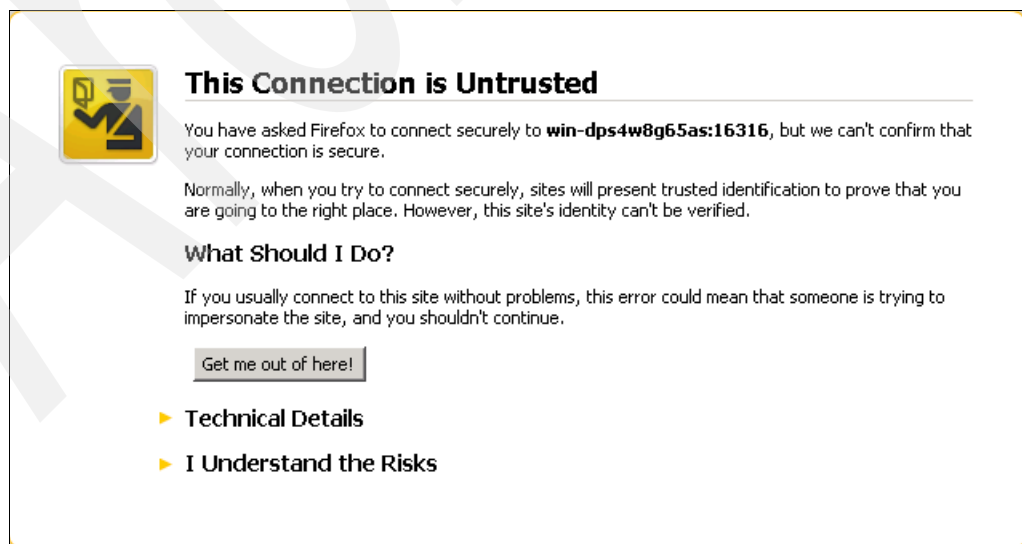 This Connection is Untrusted
You have asked Firefox to connect securely to win-dps4w8g65as:16316, but we can't confirm that
your connection is secure.
Normally, when you try to connect securely, sites will present trusted identification to prove that you
are going to the right place. However, this site's identity can't be verified.
What Should I Do?
If you usually connect to this site without problems, this error could mean that someone is trying to
impersonate the site, and you shouldn't continue.
Get me out of here!
Technical Details
I Understand the Risks